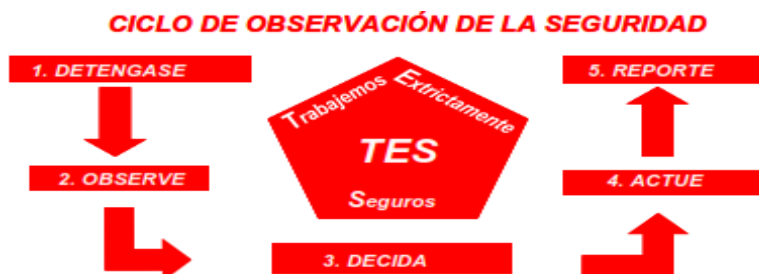 CICLO DE OBSERVACIÓN DE LA SEGURIDAD
1. DETENGASE
5. REPORTE
Trabajemos Extrictamente
TES
2. OBSERVE
4. ACTUE
Seguros
3. DECIDA